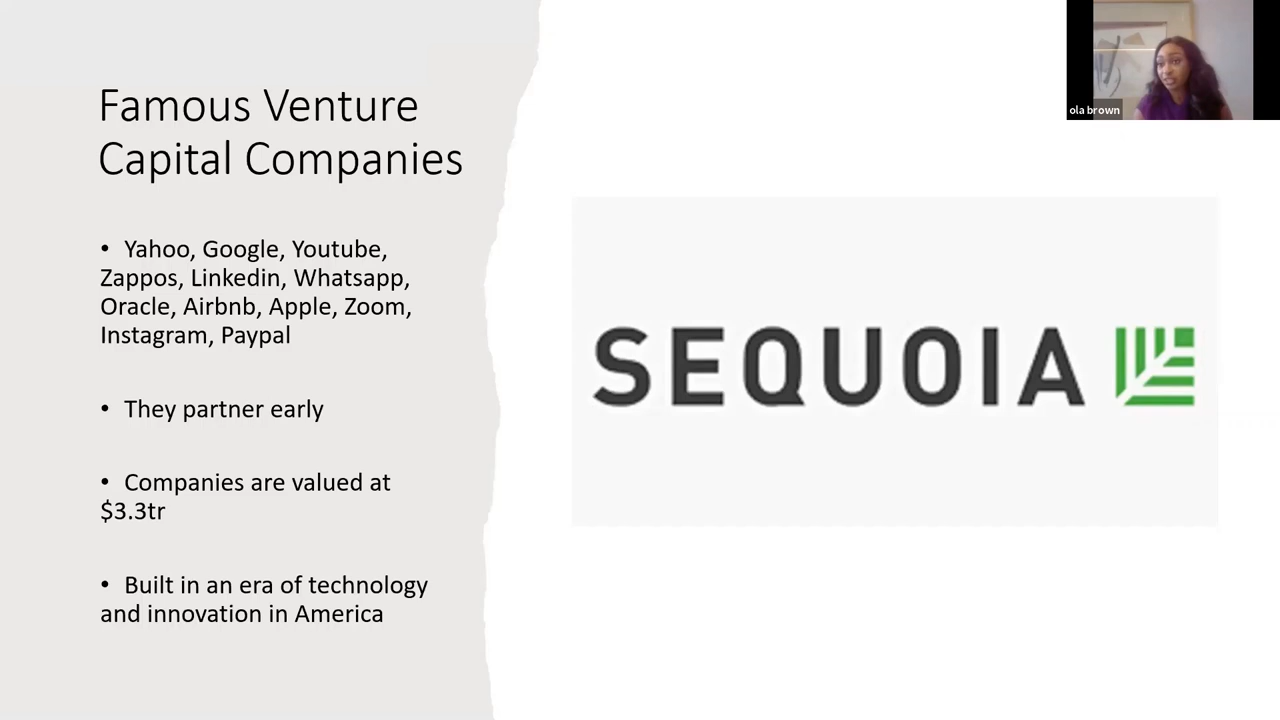 Famous Venture
Capital Companies
• Yahoo, Google, Youtube,
Zappos, Linkedin, Whatsapp,
Oracle, Airbnb, Apple, Zoom,
Instagram, Paypal
• They partner early
• Companies are valued at
$3.3tr
• Built in an era of technology
and innovation in America
SEQUOIA
ola brown